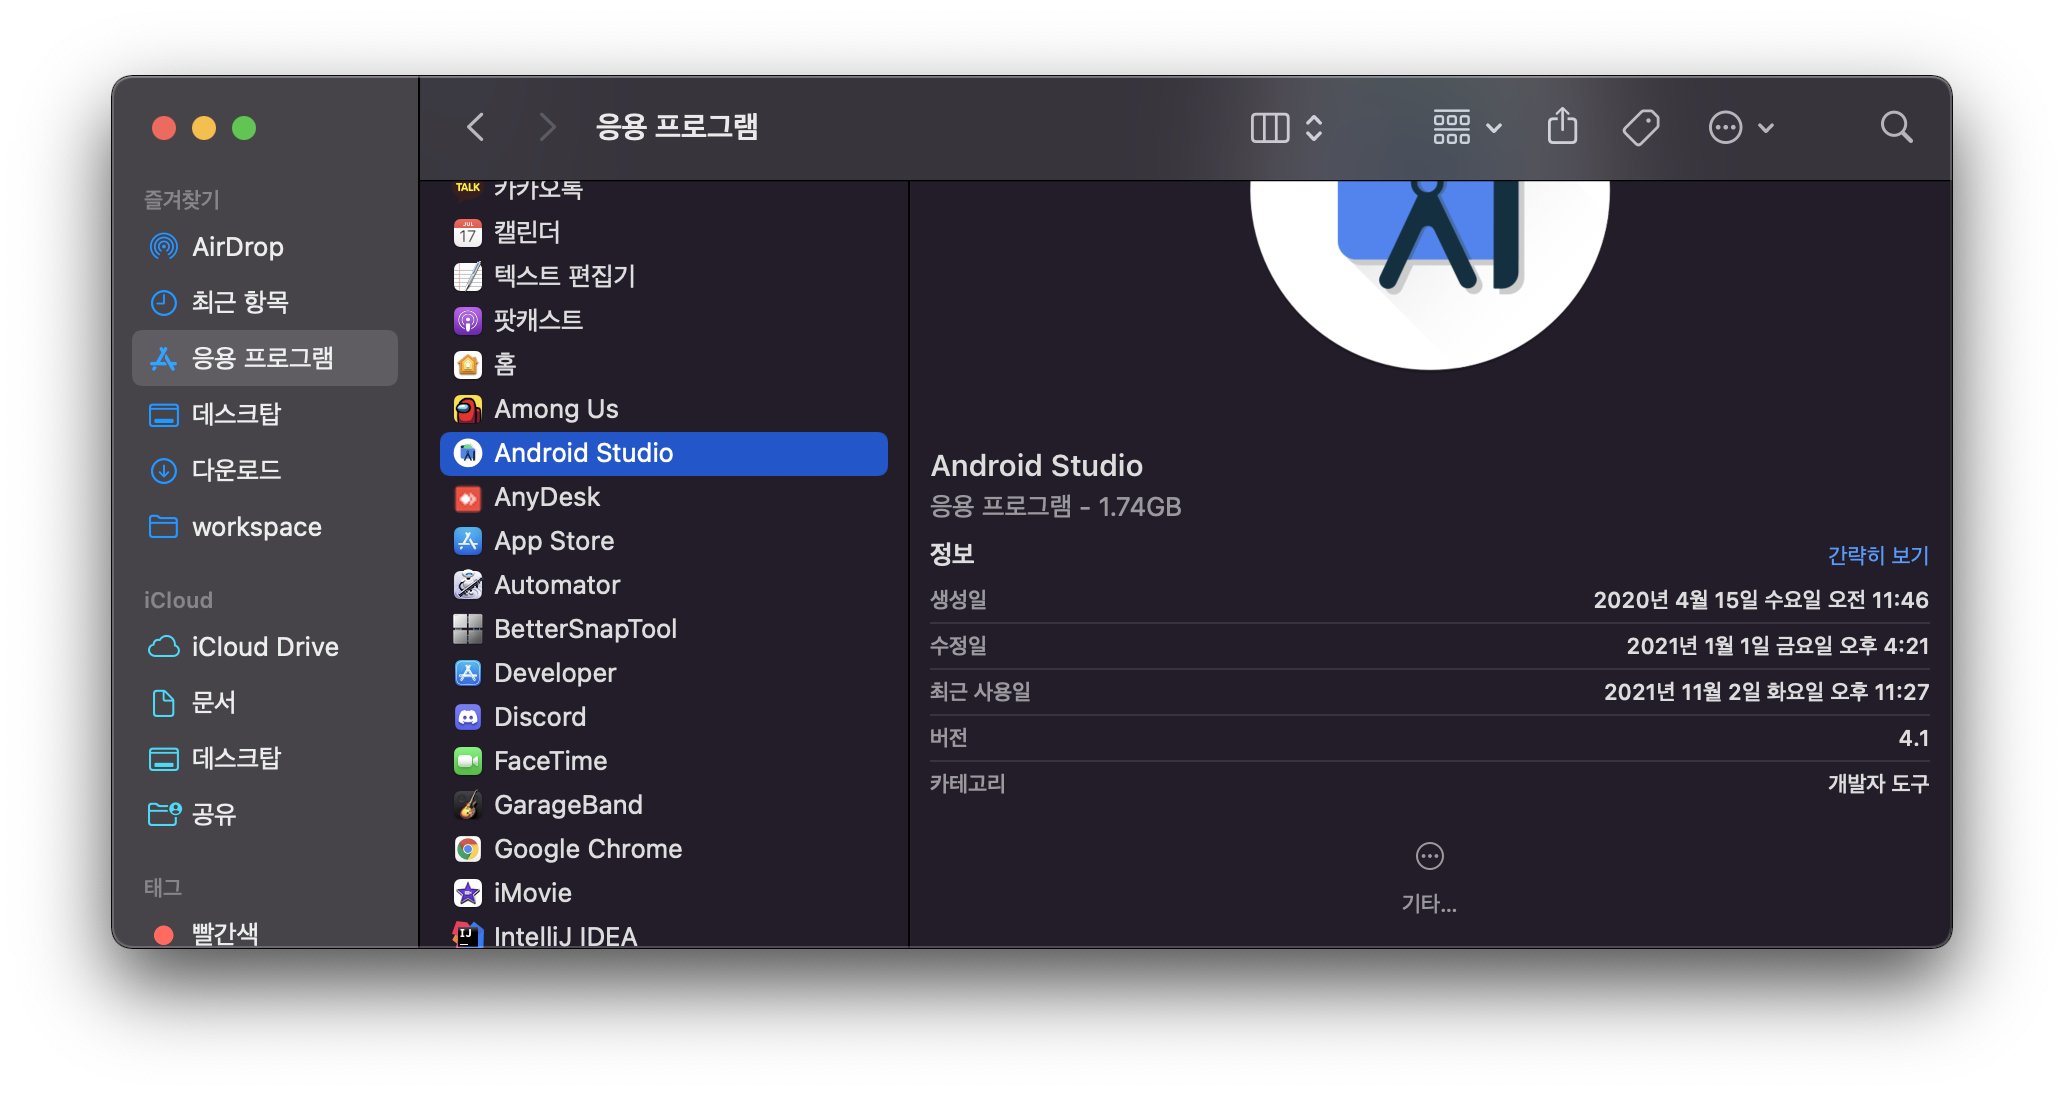 응용 프로그램
즐겨찾기
AirDrop
최근 항목
응용 프로그램
데스크탑
다운로드
workspace
iCloud
iCloud Drive
문서
데스크탑
공유
태그
빨간색
TALK 카카오톡
JUL 17 캘린더
텍스트 편집기
팟캐스트
홈
Among Us
Android Studio
AnyDesk
App Store
Automator
BetterSnapTool
Developer
Discord
FaceTime
GarageBand
Google Chrome
iMovie
IJ IntelliJ IDEA
Android Studio
응용 프로그램 - 1.74GB
정보 간략히 보기
생성일 2020년 4월 15일 수요일 오전 11:46
수정일 2021년 1월 1일 금요일 오후 4:21
최근 사용일 2021년 11월 2일 화요일 오후 11:27
버전 4.1
카테고리 개발자 도구
기타...